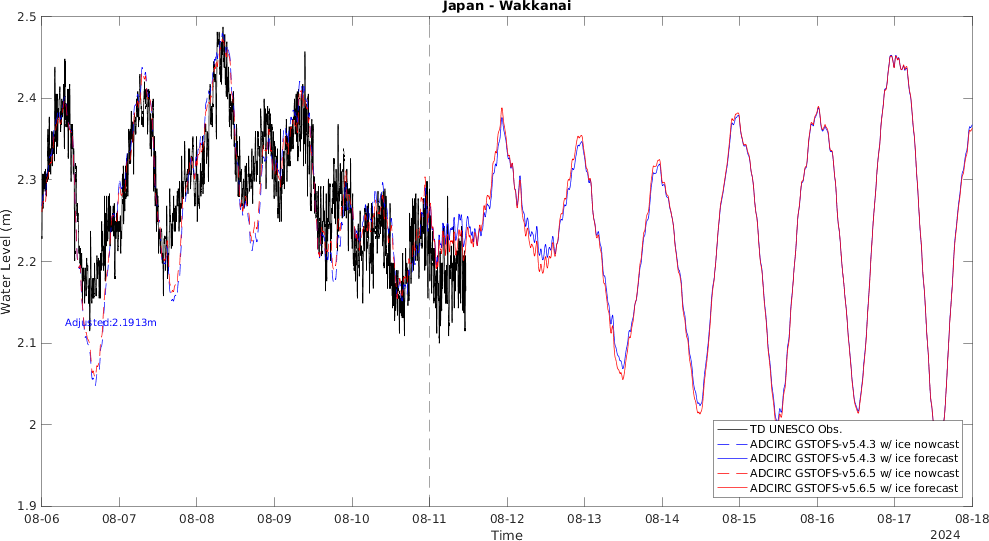 Japan - Wakkanai
2.5
2.4
2.3
2.2
2.1
2
1.9
Water Level (m)
Adjusted:2.1913m
TD UNESCO Obs.
ADCIRC GSTOFS-v5.4.3 w/ ice nowcast
ADCIRC GSTOFS-v5.4.3 w/ ice forecast
ADCIRC GSTOFS-v5.6.5 w/ ice nowcast
ADCIRC GSTOFS-v5.6.5 w/ ice forecast
08-06 08-07 08-08 08-09 08-10 08-11 08-12 08-13 08-14 08-15 08-16 08-17 08-18
Time
2024